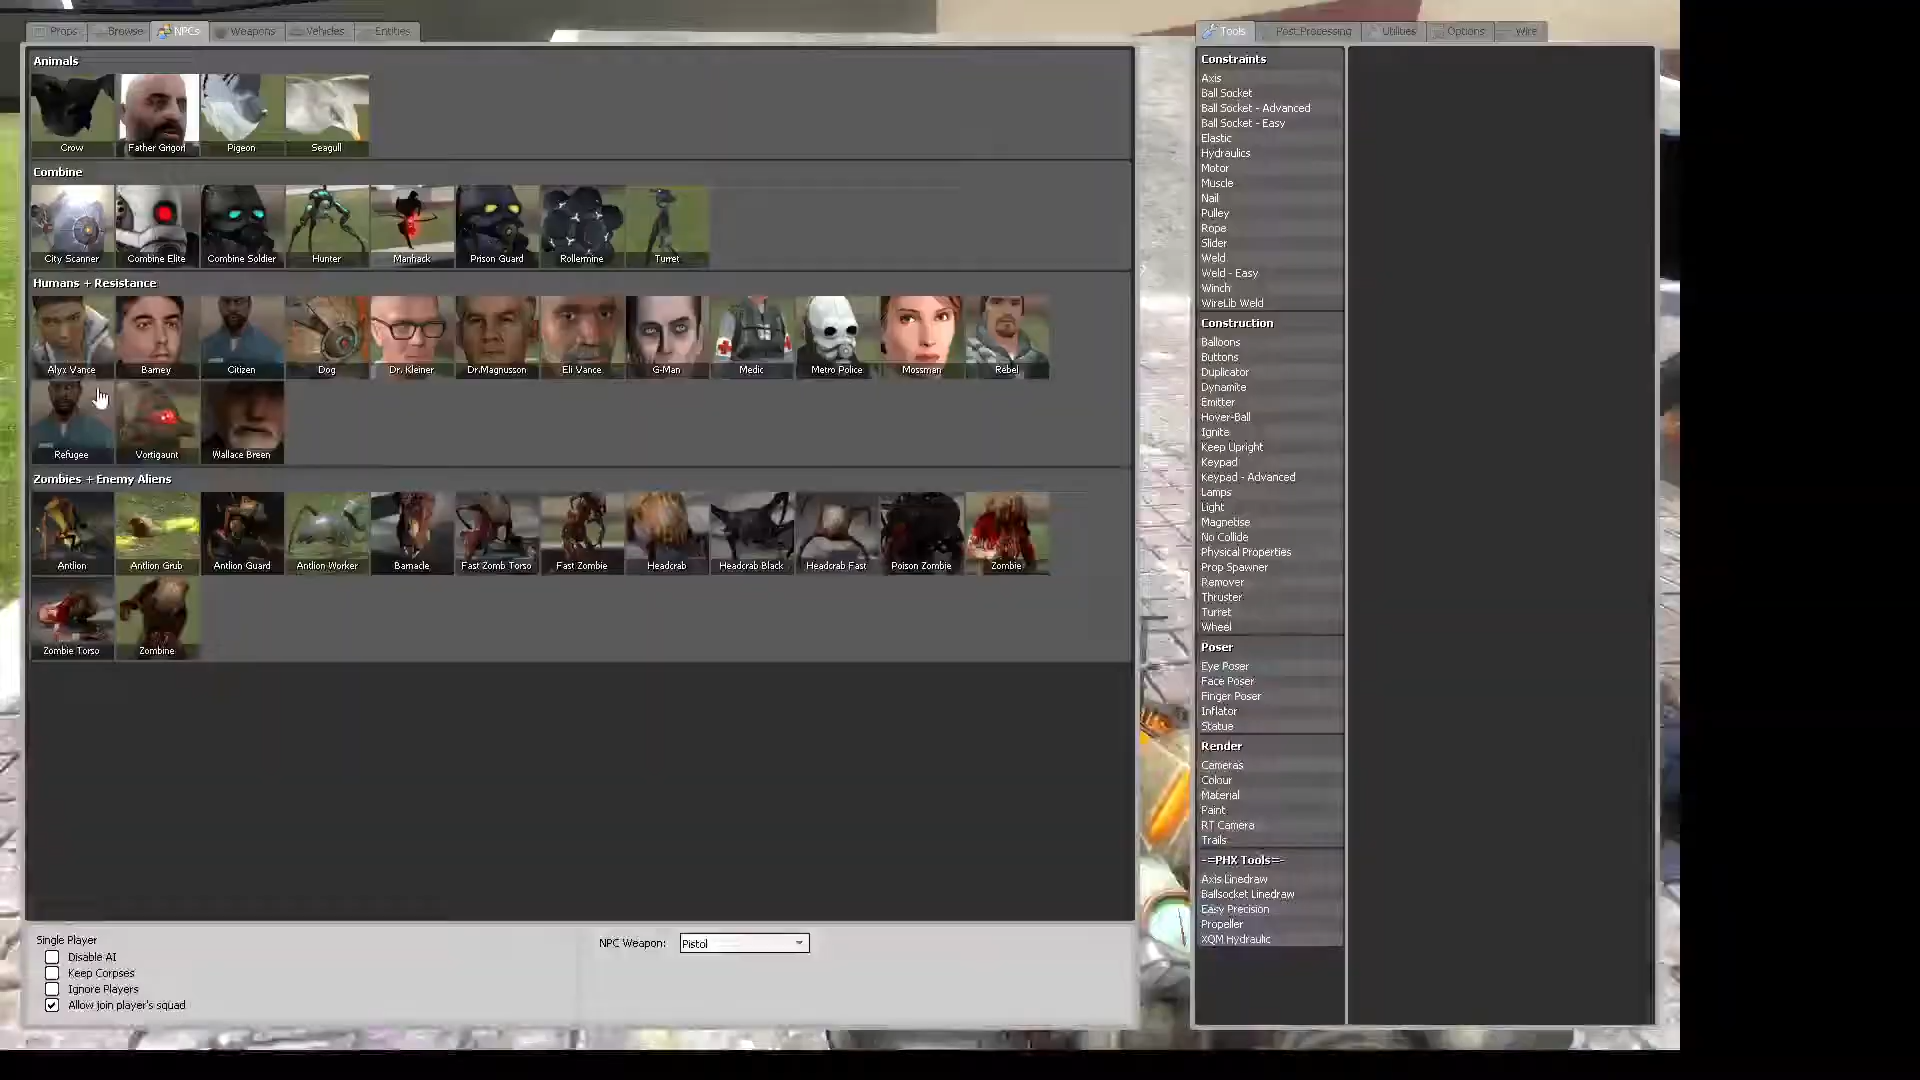 Props Browse NPCs Weapons Vehicles Entities
Animals
Crow Father Grigori Pigeon Seagull
Combine
City Scanner Combine Elite Combine Soldier Hunter Manhack Prison Guard Rollermine Turret
Humans + Resistance
Alyx Vance Barney Citizen Dog Dr. Kleiner Dr.Magnusson Eli Vance G-Man Medic Metro Police Mossman Rebel
Refugee Vortigaunt Wallace Breen
Zombies + Enemy Aliens
Antlion Antlion Grub Antlion Guard Antlion Worker Barnacle Fast Zomb Torso Fast Zombie Headcrab Headcrab Black Headcrab Fast Poison Zombie Zombie
Zombie Torso Zombine
Single Player
Disable AI
Keep Corpses
Ignore Players
Allow join player's squad
NPC Weapon: Pistol
Tools Post Processing Utilities Options Wire
Constraints
Axis
Ball Socket
Ball Socket - Advanced
Ball Socket - Easy
Elastic
Hydraulics
Motor
Muscle
Nail
Pulley
Rope
Slider
Weld
Weld - Easy
Winch
WireLib Weld
Construction
Balloons
Buttons
Duplicator
Dynamite
Emitter
Hover-Ball
Ignite
Keep Upright
Keypad
Keypad - Advanced
Lamps
Light
Magnetise
No Collide
Physical Properties
Prop Spawner
Remover
Thruster
Turret
Wheel
Poser
Eye Poser
Face Poser
Finger Poser
Inflator
Statue
Render
Cameras
Colour
Material
Paint
RT Camera
Trails
-=PHX Tools=-
Axis Linedraw
Ballsocket Linedraw
Easy Precision
Propeller
XQM Hydraulic